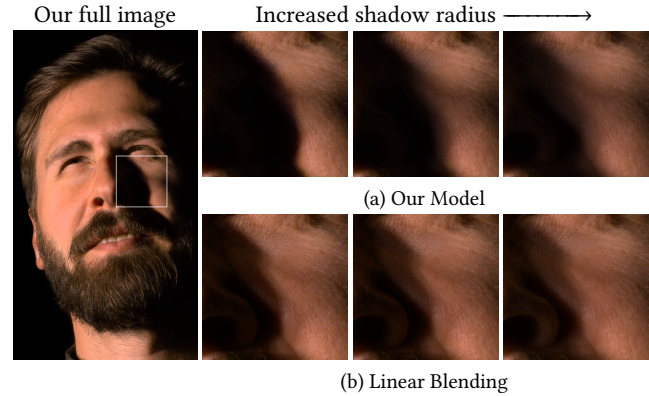 Our full image
Increased shadow radius
(a) Our Model
(b) Linear Blending